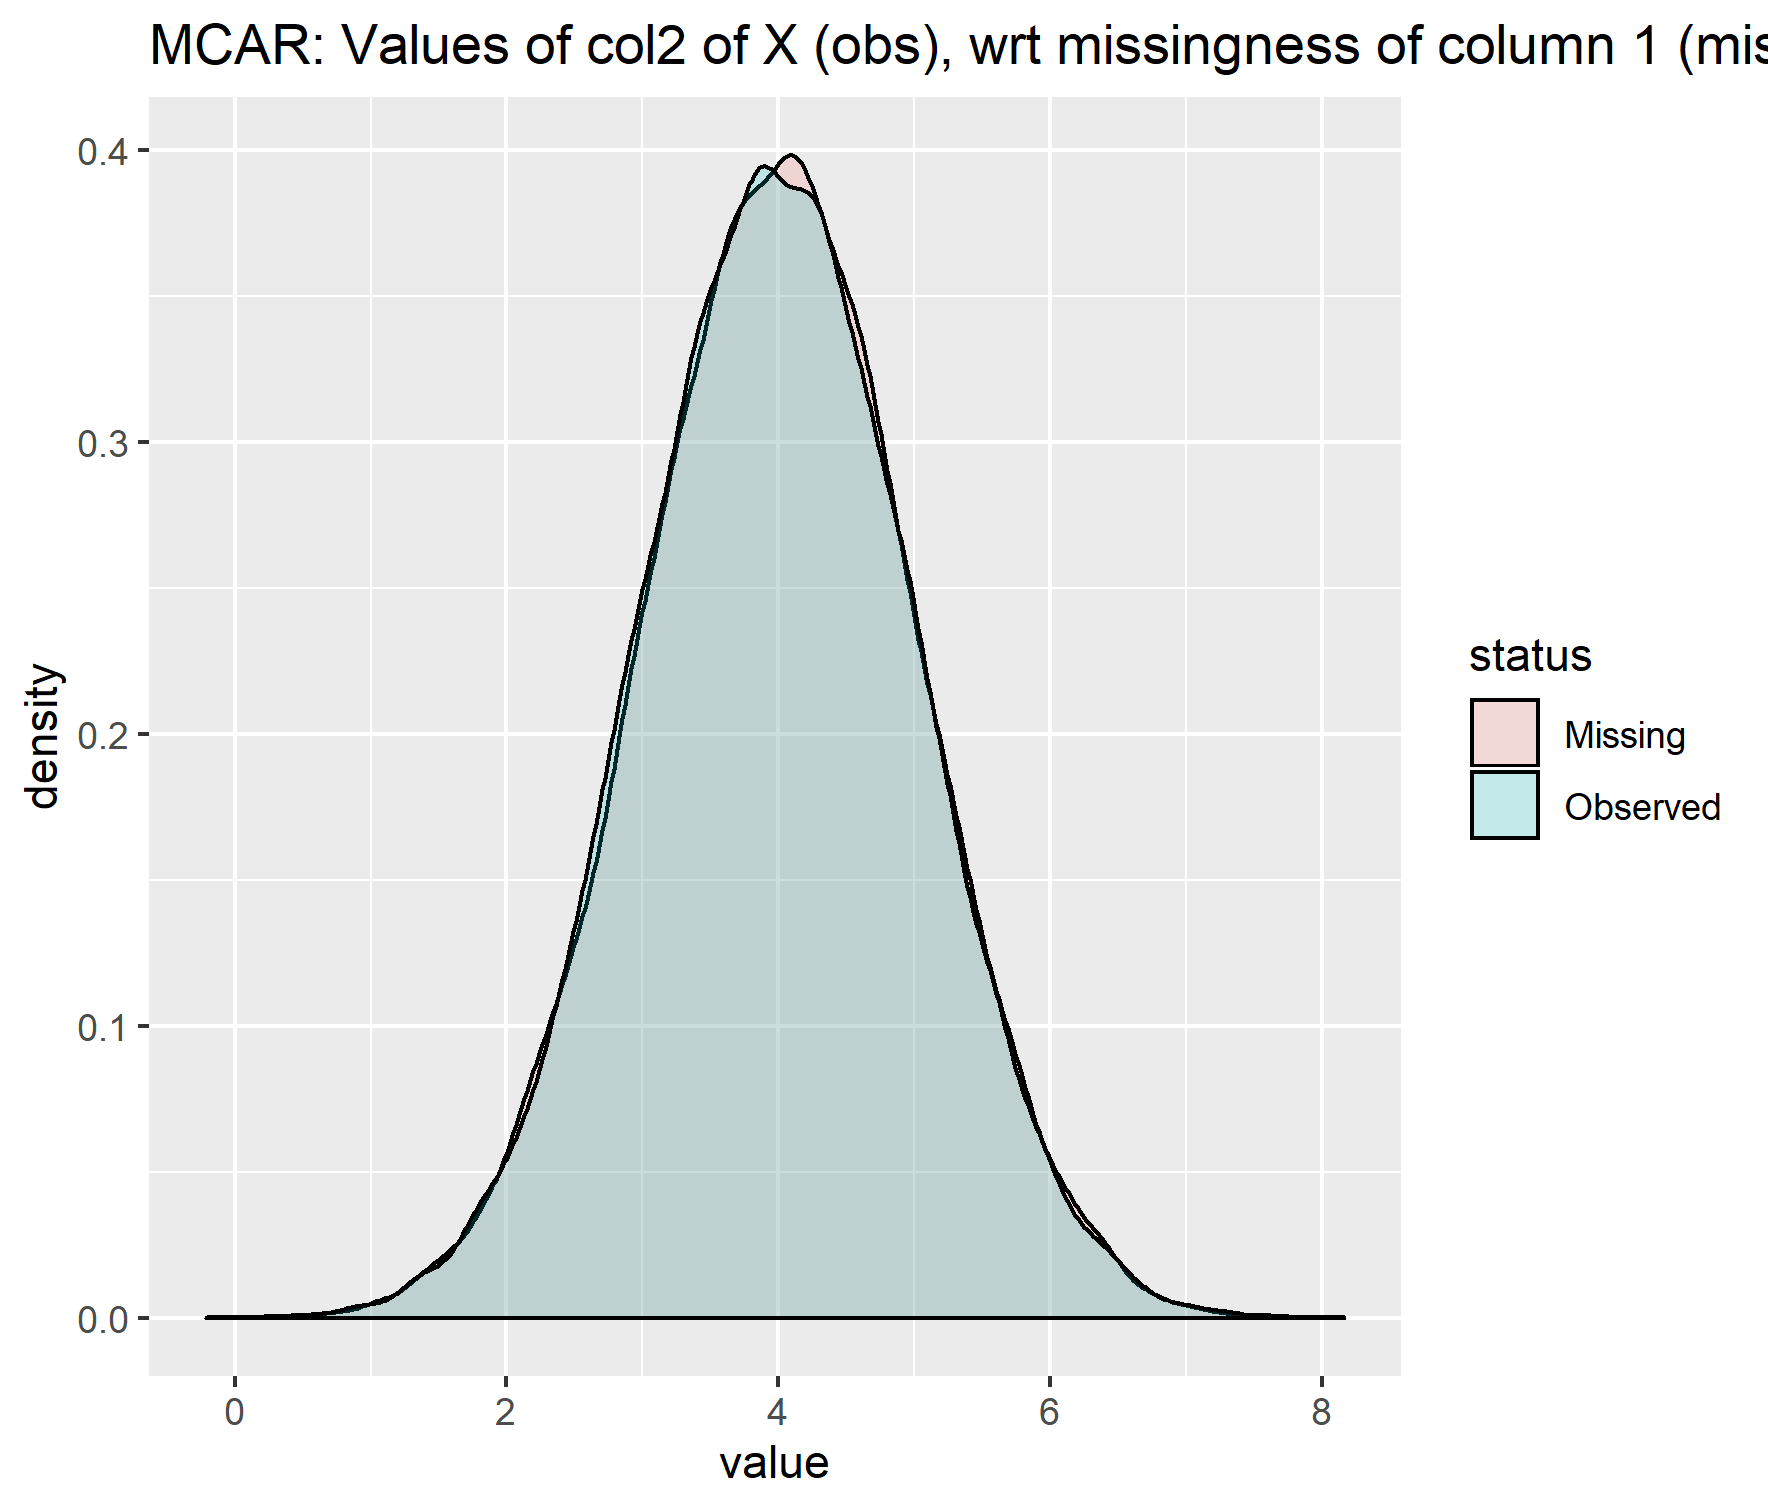 MCAR: Values of col2 of X (obs), wrt missingness of column 1 (mis
0.4
0.3
0.2
0.1
0.0
density
0 2 4 6 8
value
status
Missing
Observed